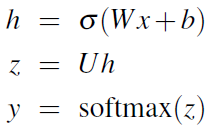 h = σ(Wx+b)
z = Uh
y = softmax(z)